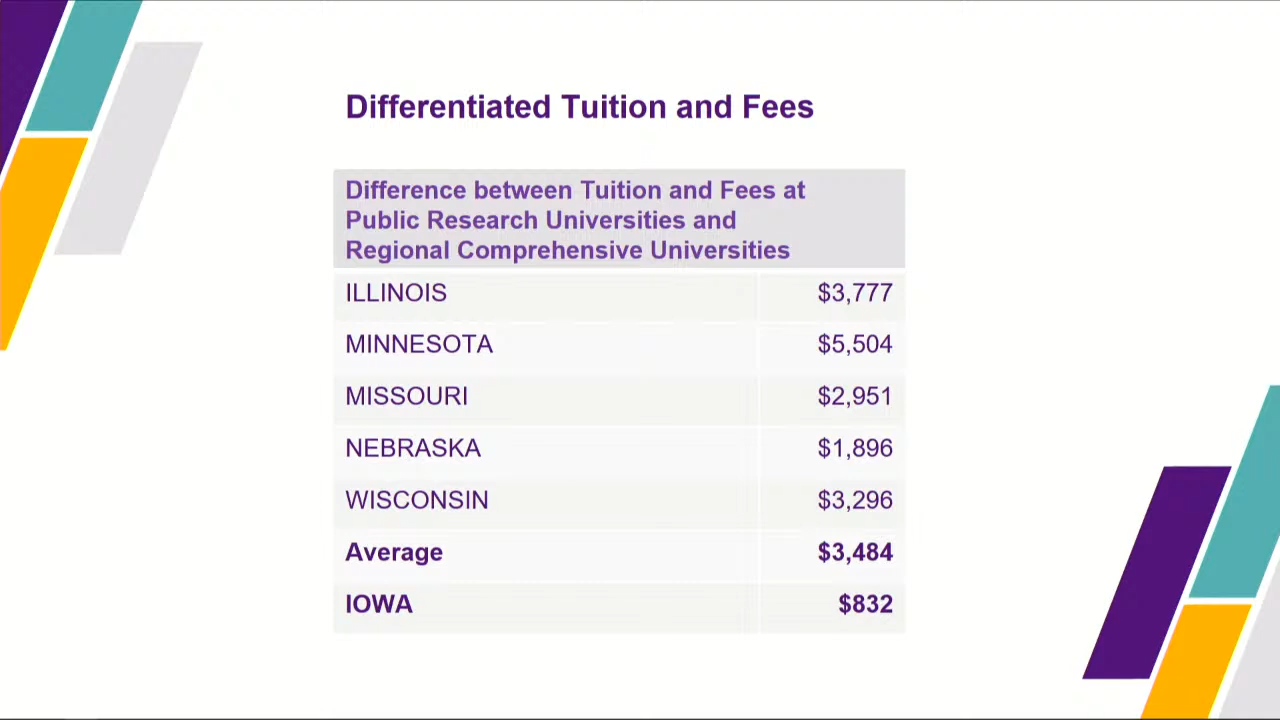 Differentiated Tuition and Fees
Difference between Tuition and Fees at
Public Research Universities and
Regional Comprehensive Universities
ILLINOIS $3,777
MINNESOTA $5,504
MISSOURI $2,951
NEBRASKA $1,896
WISCONSIN $3,296
Average $3,484
IOWA $832